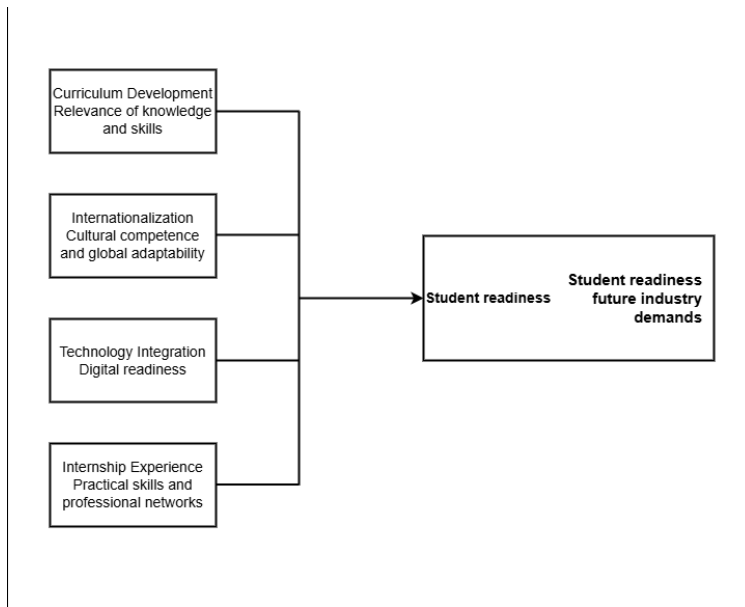 Curriculum Development
Relevance of knowledge
and skills
Internationalization
Cultural competence
and global adaptability
Technology Integration
Digital readiness
Internship Experience
Practical skills and
professional networks
Student readiness
Student readiness
future industry
demands